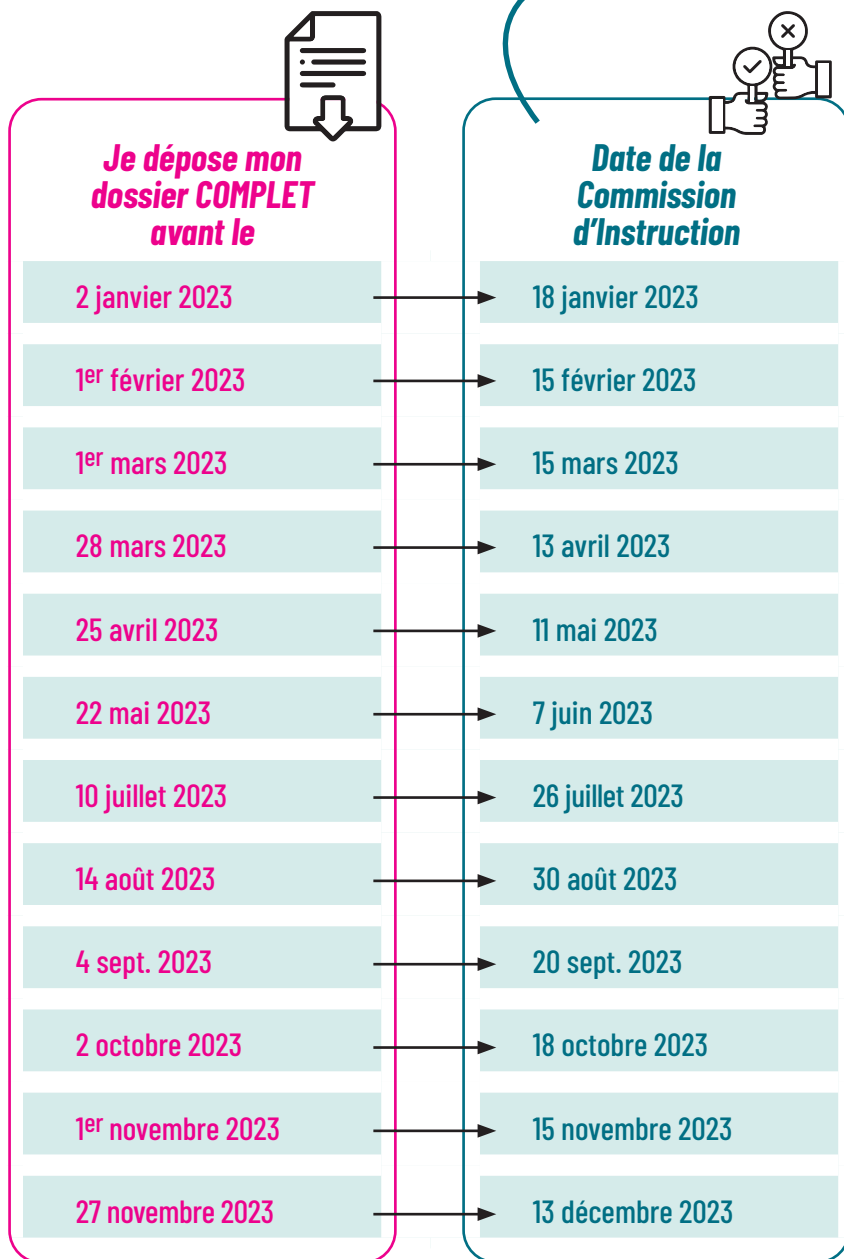 Je dépose mon
dossier COMPLET
avant le
Date de la
Commission
d'Instruction
2 janvier 2023
18 janvier 2023
1er février 2023
15 février 2023
1er mars 2023
15 mars 2023
28 mars 2023
13 avril 2023
25 avril 2023
11 mai 2023
22 mai 2023
7 juin 2023
10 juillet 2023
26 juillet 2023
14 août 2023
30 août 2023
4 sept. 2023
20 sept. 2023
2 octobre 2023
18 octobre 2023
1er novembre 2023
15 novembre 2023
27 novembre 2023
13 décembre 2023